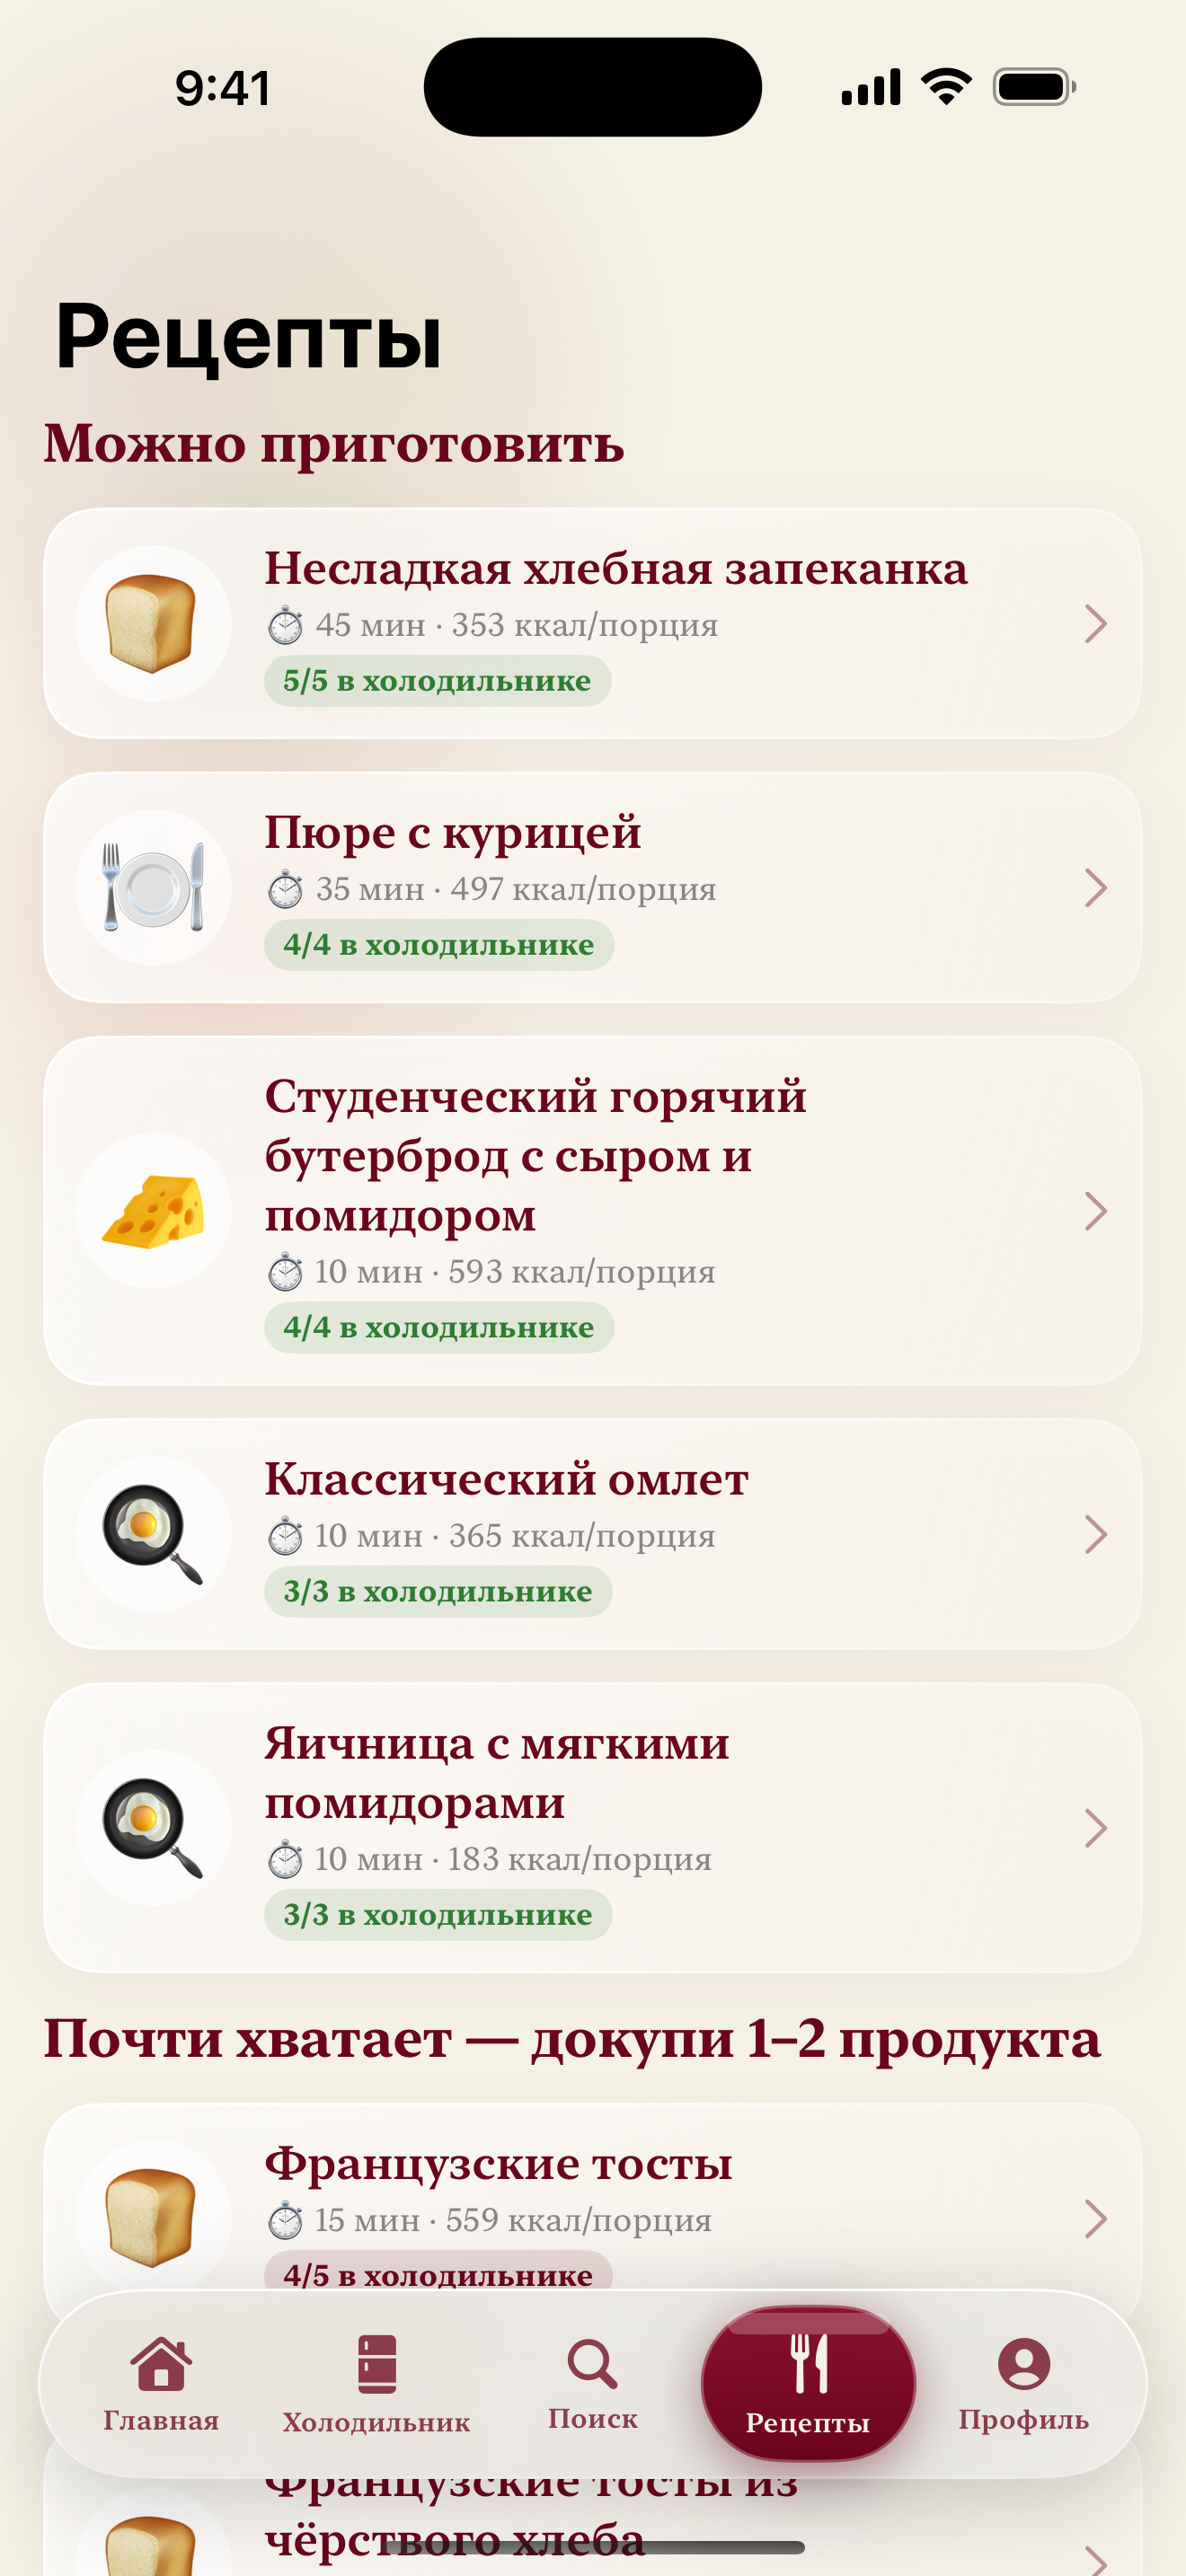 9:41
Рецепты
Можно приготовить
Несладкая хлебная запеканка
45 мин · 353 ккал/порция
5/5 в холодильнике
Пюре с курицей
35 мин · 497 ккал/порция
4/4 в холодильнике
Студенческий горячий
бутерброд с сыром и
помидором
10 мин · 593 ккал/порция
4/4 в холодильнике
Классический омлет
10 мин · 365 ккал/порция
3/3 в холодильнике
Яичница с мягкими
помидорами
10 мин · 183 ккал/порция
3/3 в холодильнике
Почти хватает — докупи 1–2 продукта
Французские тосты
15 мин · 559 ккал/порция
4/5 в холодильнике
Главная
Холодильник
Поиск
Рецепты
Профиль
Французские тосты из
чёрствого хлеба